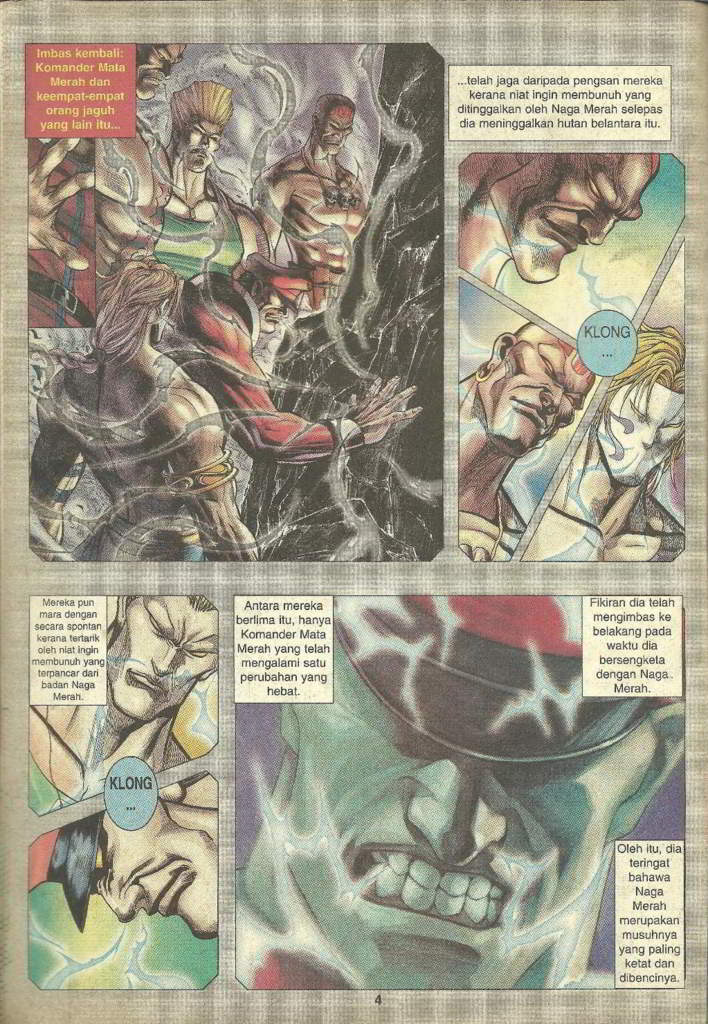 Imbas kembali:
Komander Mata
Merah dan
keempat-empat
orang jaguh
yang lain itu...
...telah jaga daripada pengsan mereka
kerana niat ingin membunuh yang
ditinggalkan oleh Naga Merah selepas
dia meninggalkan hutan belantara itu.
KLONG
...
Mereka pun
mara dengan
secara spontan
kerana tertarik
oleh niat ingin
membunuh yang
terpancar dari
badan Naga
Merah.
KLONG
...
Antara mereka
berlima itu, hanya
Komander Mata
Merah yang telah
mengalami satu
perubahan yang
hebat.
Fikiran dia telah
mengimbas ke
belakang pada
waktu dia
bersengketa
dengan Naga
Merah.
Oleh itu, dia
teringat
bahawa
Naga
Merah
merupakan
musuhnya
yang paling
ketat dan
dibencinya.
4